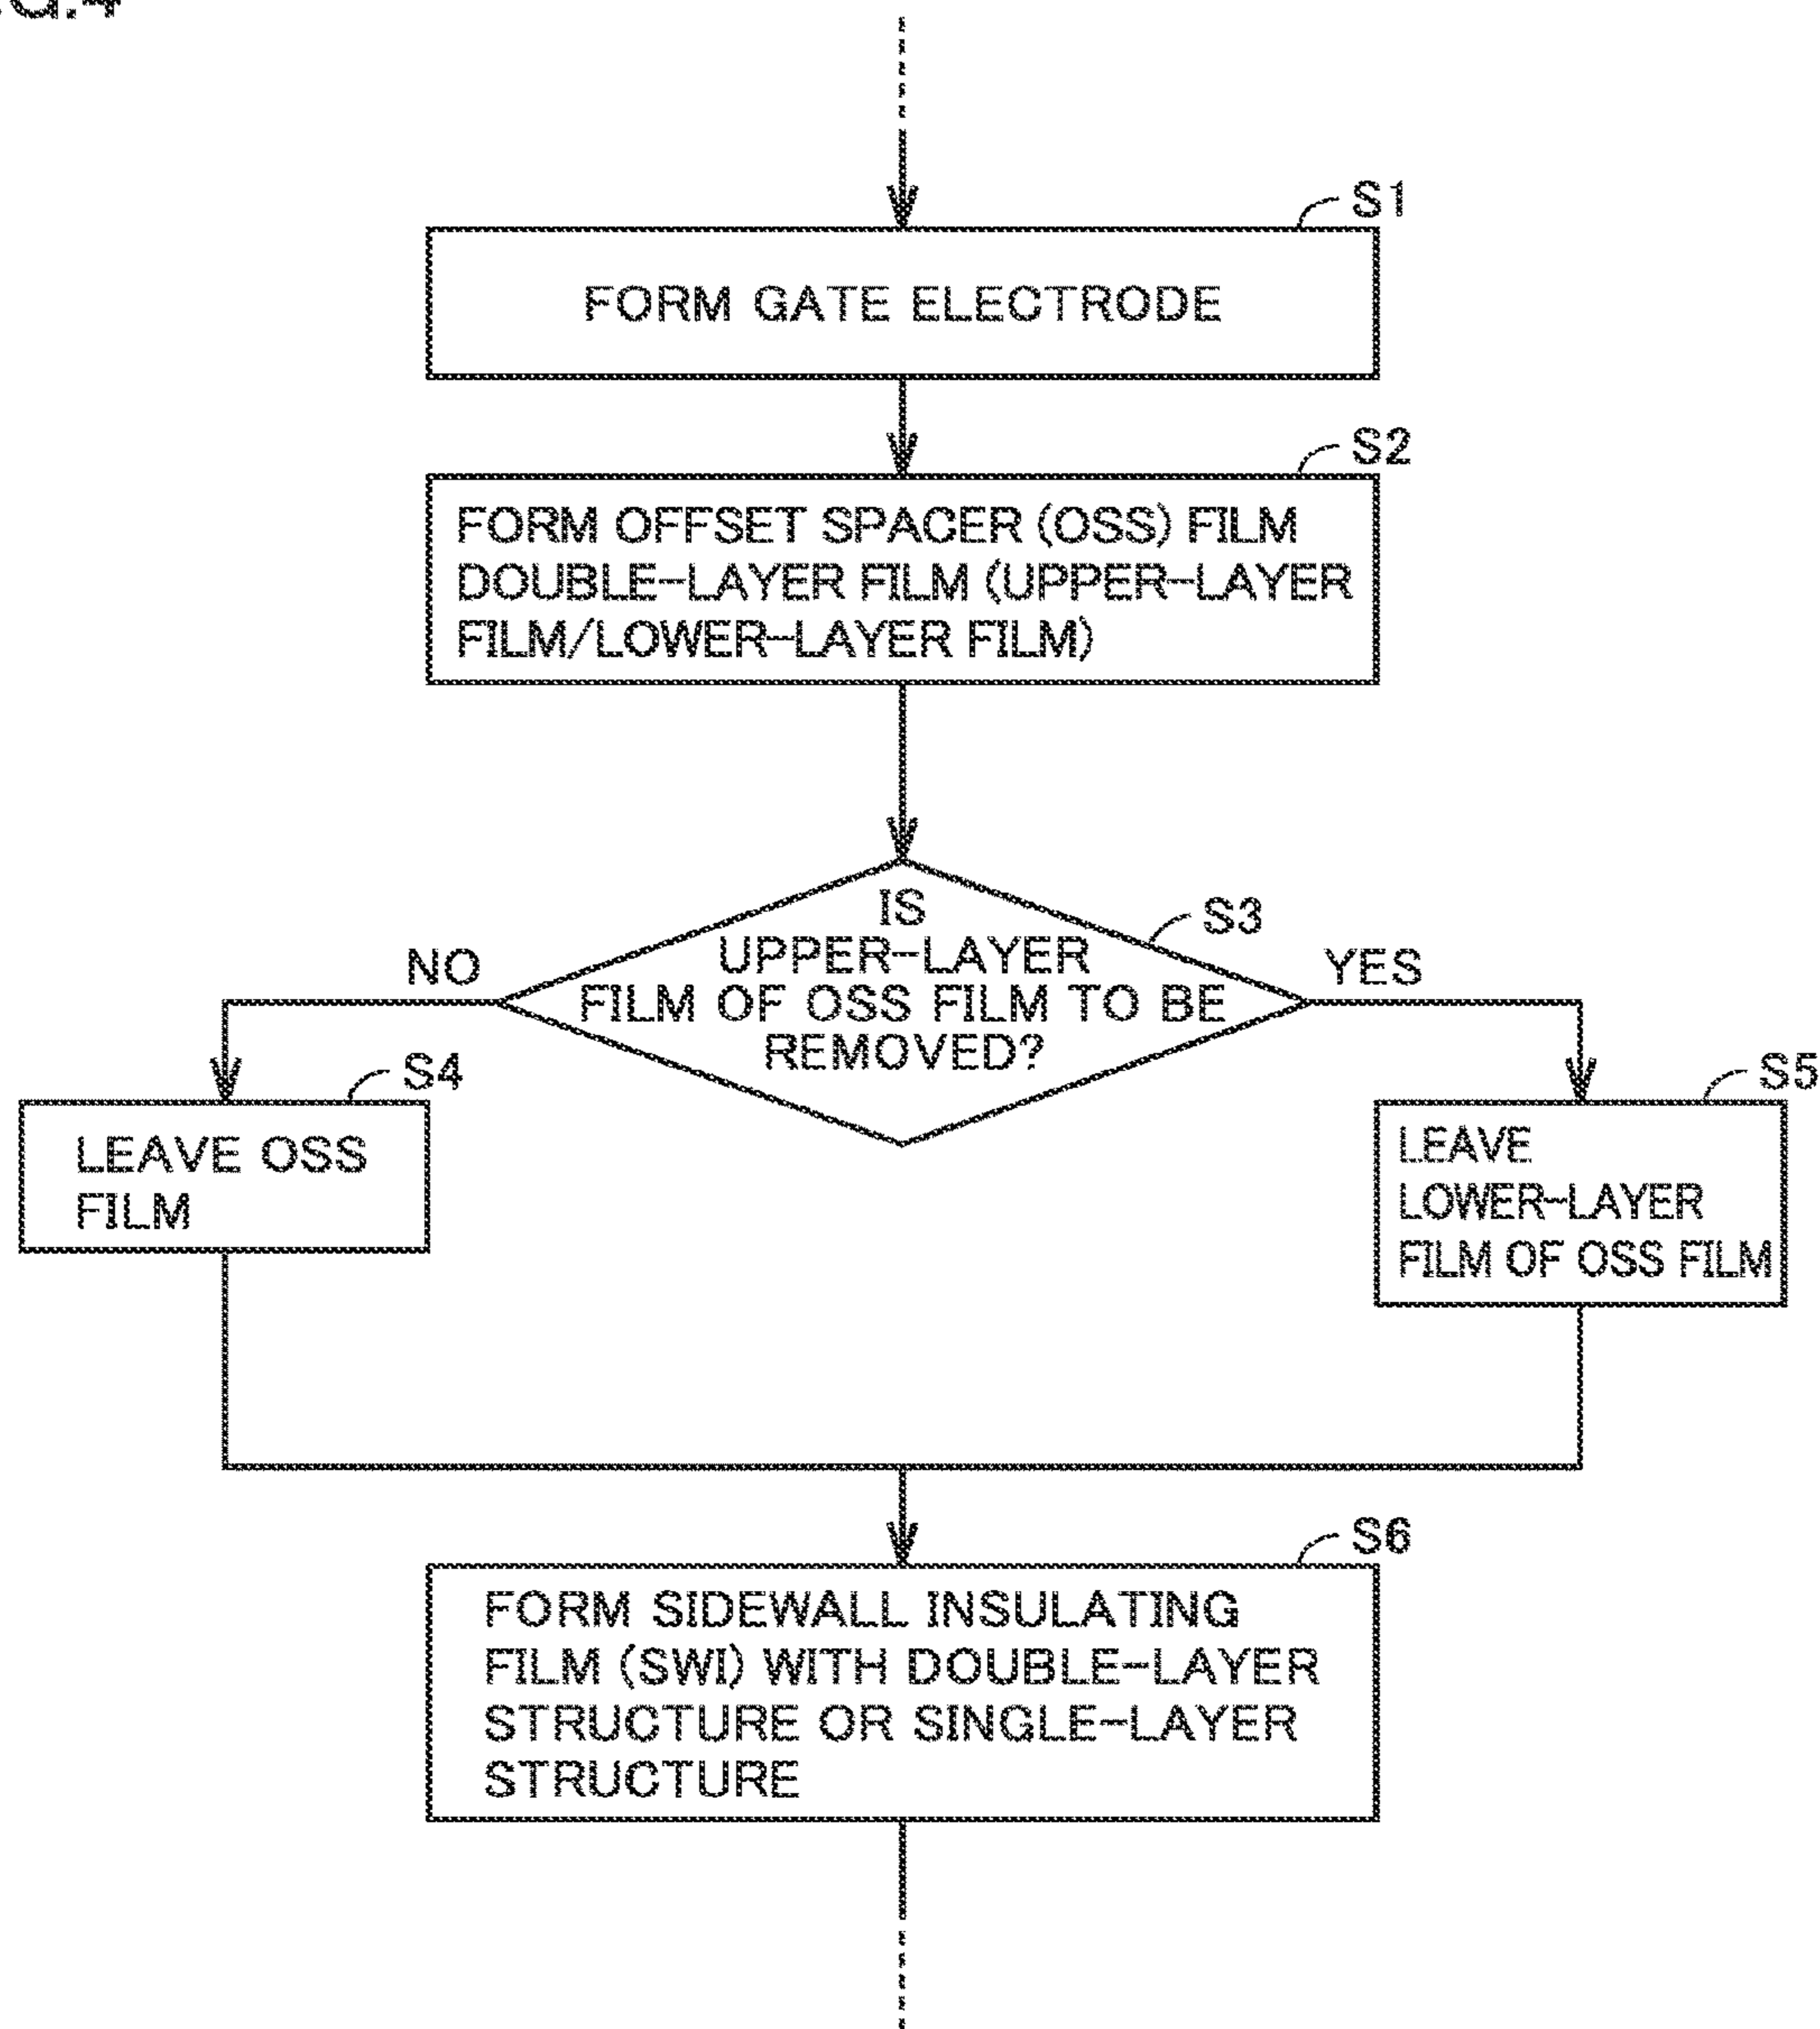 S1
FORM GATE ELECTRODE
S2
FORM OFFSET SPACER (OSS) FILM
DOUBLE-LAYER FILM (UPPER-LAYER
FILM/LOWER-LAYER FILM)
S3
IS
UPPER-LAYER
FILM OF OSS FILM TO BE
REMOVED?
NO
YES
S4
LEAVE OSS
FILM
S5
LEAVE
LOWER-LAYER
FILM OF OSS FILM
S6
FORM SIDEWALL INSULATING
FILM (SWI) WITH DOUBLE-LAYER
STRUCTURE OR SINGLE-LAYER
STRUCTURE